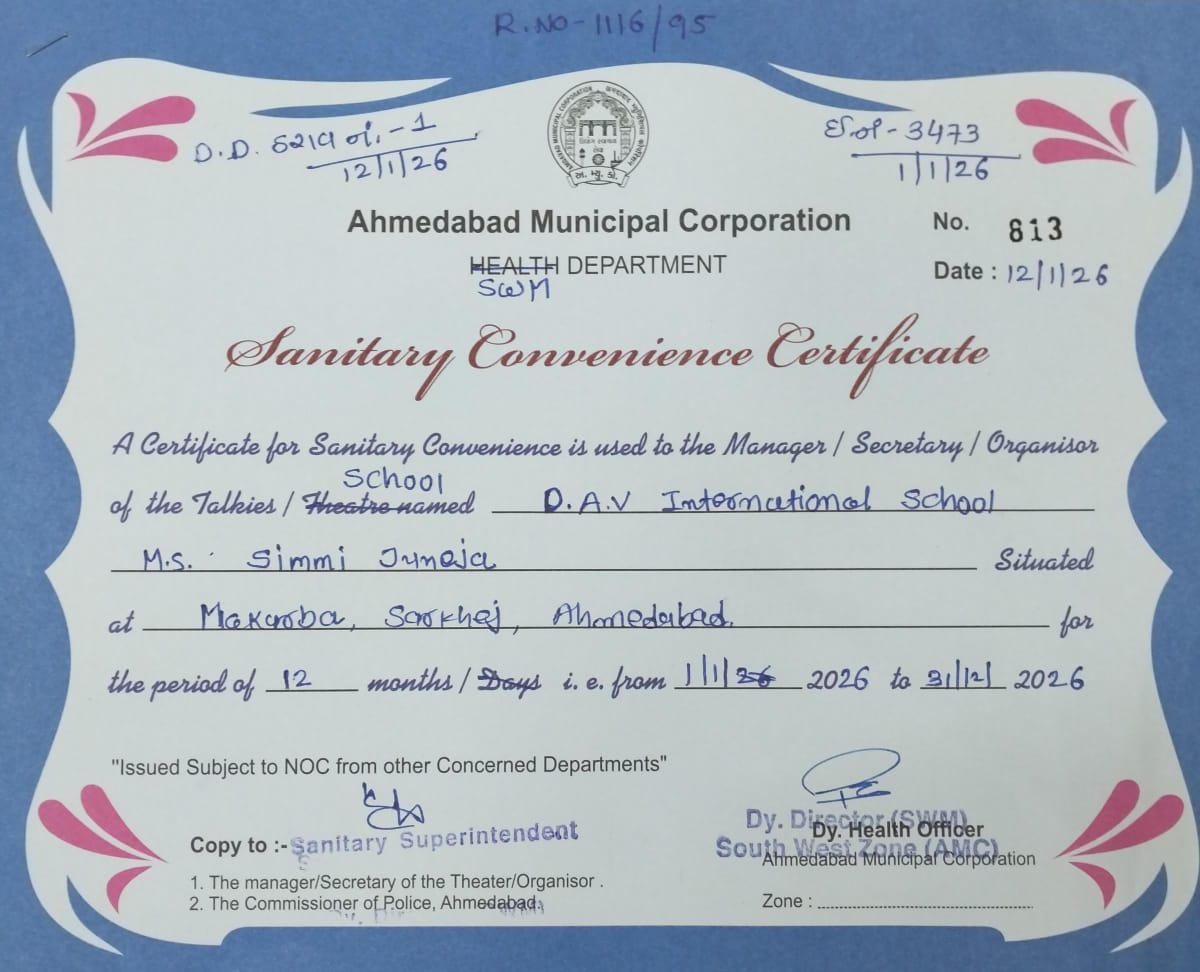 R.NO-1116/95
D.D. ઠરાવ નં.-1
12/1/26
ઈન-3473
1/1/26
AHMEDABAD MUNICIPAL CORPORATION
અ. મ્યુ. કો.
Ahmedabad Municipal Corporation
No. 813
HEALTH DEPARTMENT
SWM
Date : 12/1/26
Sanitary Convenience Certificate
A Certificate for Sanitary Convenience is used to the Manager / Secretary / Organisor
School
of the Talkies / Theatre named D.A.V International School
M.S. Simmi Juneja Situated
at Makarba, Sarkhej, Ahmedabad. for
the period of 12 months / Days i. e. from 1/1/26 2026 to 31/12/ 2026
"Issued Subject to NOC from other Concerned Departments"
Dy. Director (SWM)
Dy. Health Officer
Copy to :- Sanitary Superintendent
South West Zone (AMC)
Ahmedabad Municipal Corporation
1. The manager/Secretary of the Theater/Organisor .
2. The Commissioner of Police, Ahmedabad.
Zone :